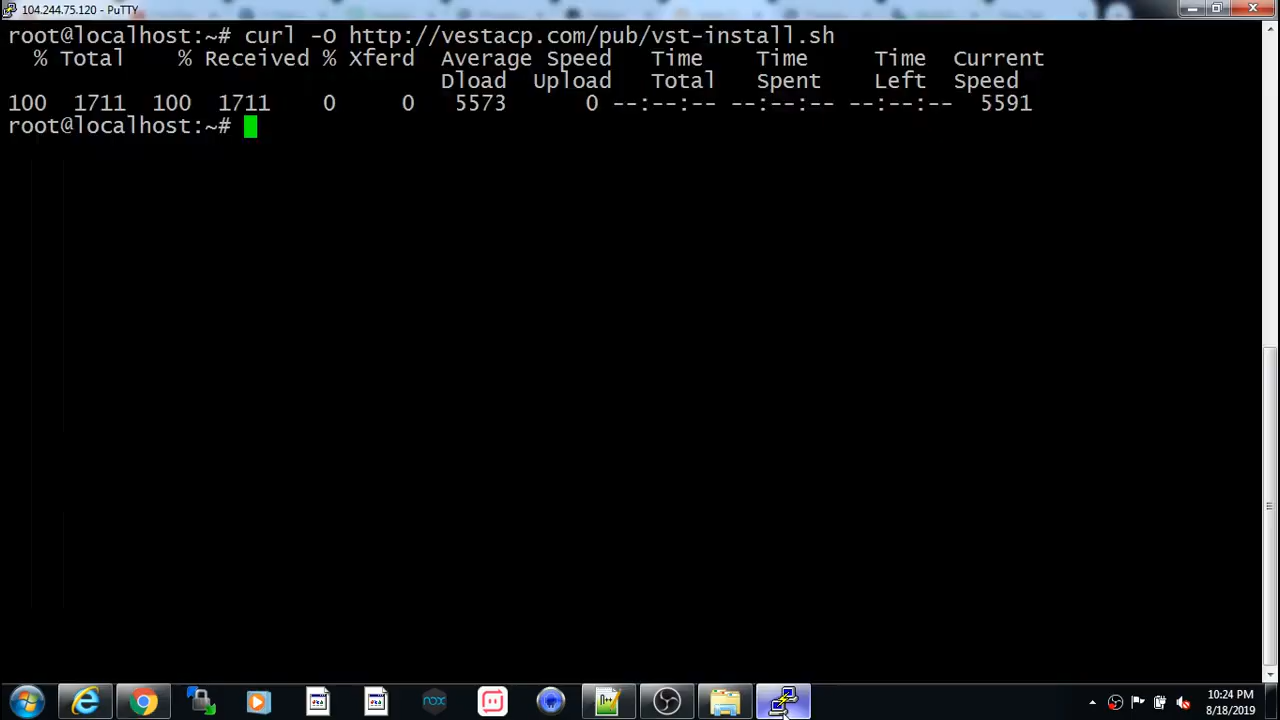 104.244.75.120 - PuTTY
root@localhost:~# curl -O http://vestacp.com/pub/vst-install.sh
% Total % Received % Xferd Average Speed Time Time Time Current
Dload Upload Total Spent Left Speed
100 1711 100 1711 0 0 5573 0 --:--:-- --:--:-- --:--:-- 5591
root@localhost:~#
nox
10:24 PM
8/18/2019